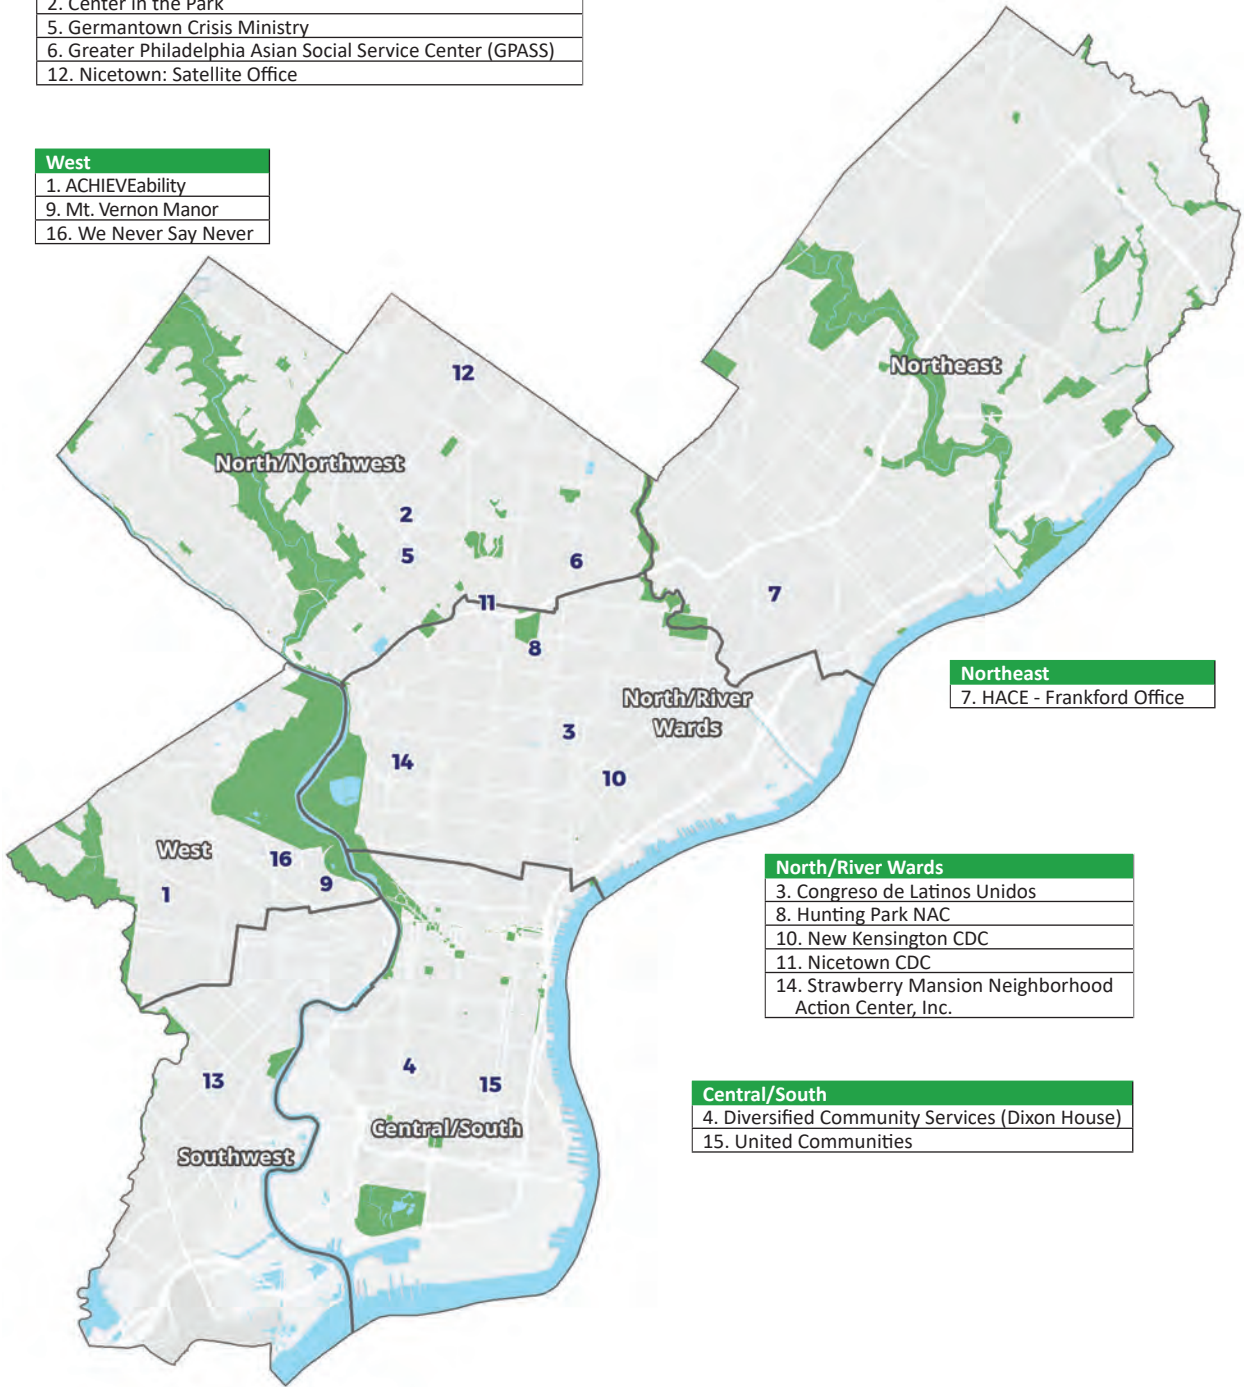 2. Center in the Park
5. Germantown Crisis Ministry
6. Greater Philadelphia Asian Social Service Center (GPASS)
12. Nicetown: Satellite Office
West
1. ACHIEVEability
9. Mt. Vernon Manor
16. We Never Say Never
Northeast
12
North/Northwest
2
5
6
7
11
8
Northeast
7. HACE - Frankford Office
North/River
Wards
3
14
10
West
16
9
1
North/River Wards
3. Congreso de Latinos Unidos
8. Hunting Park NAC
10. New Kensington CDC
11. Nicetown CDC
14. Strawberry Mansion Neighborhood
Action Center, Inc.
4
13
15
Central/South
4. Diversified Community Services (Dixon House)
15. United Communities
Central/South
Southwest